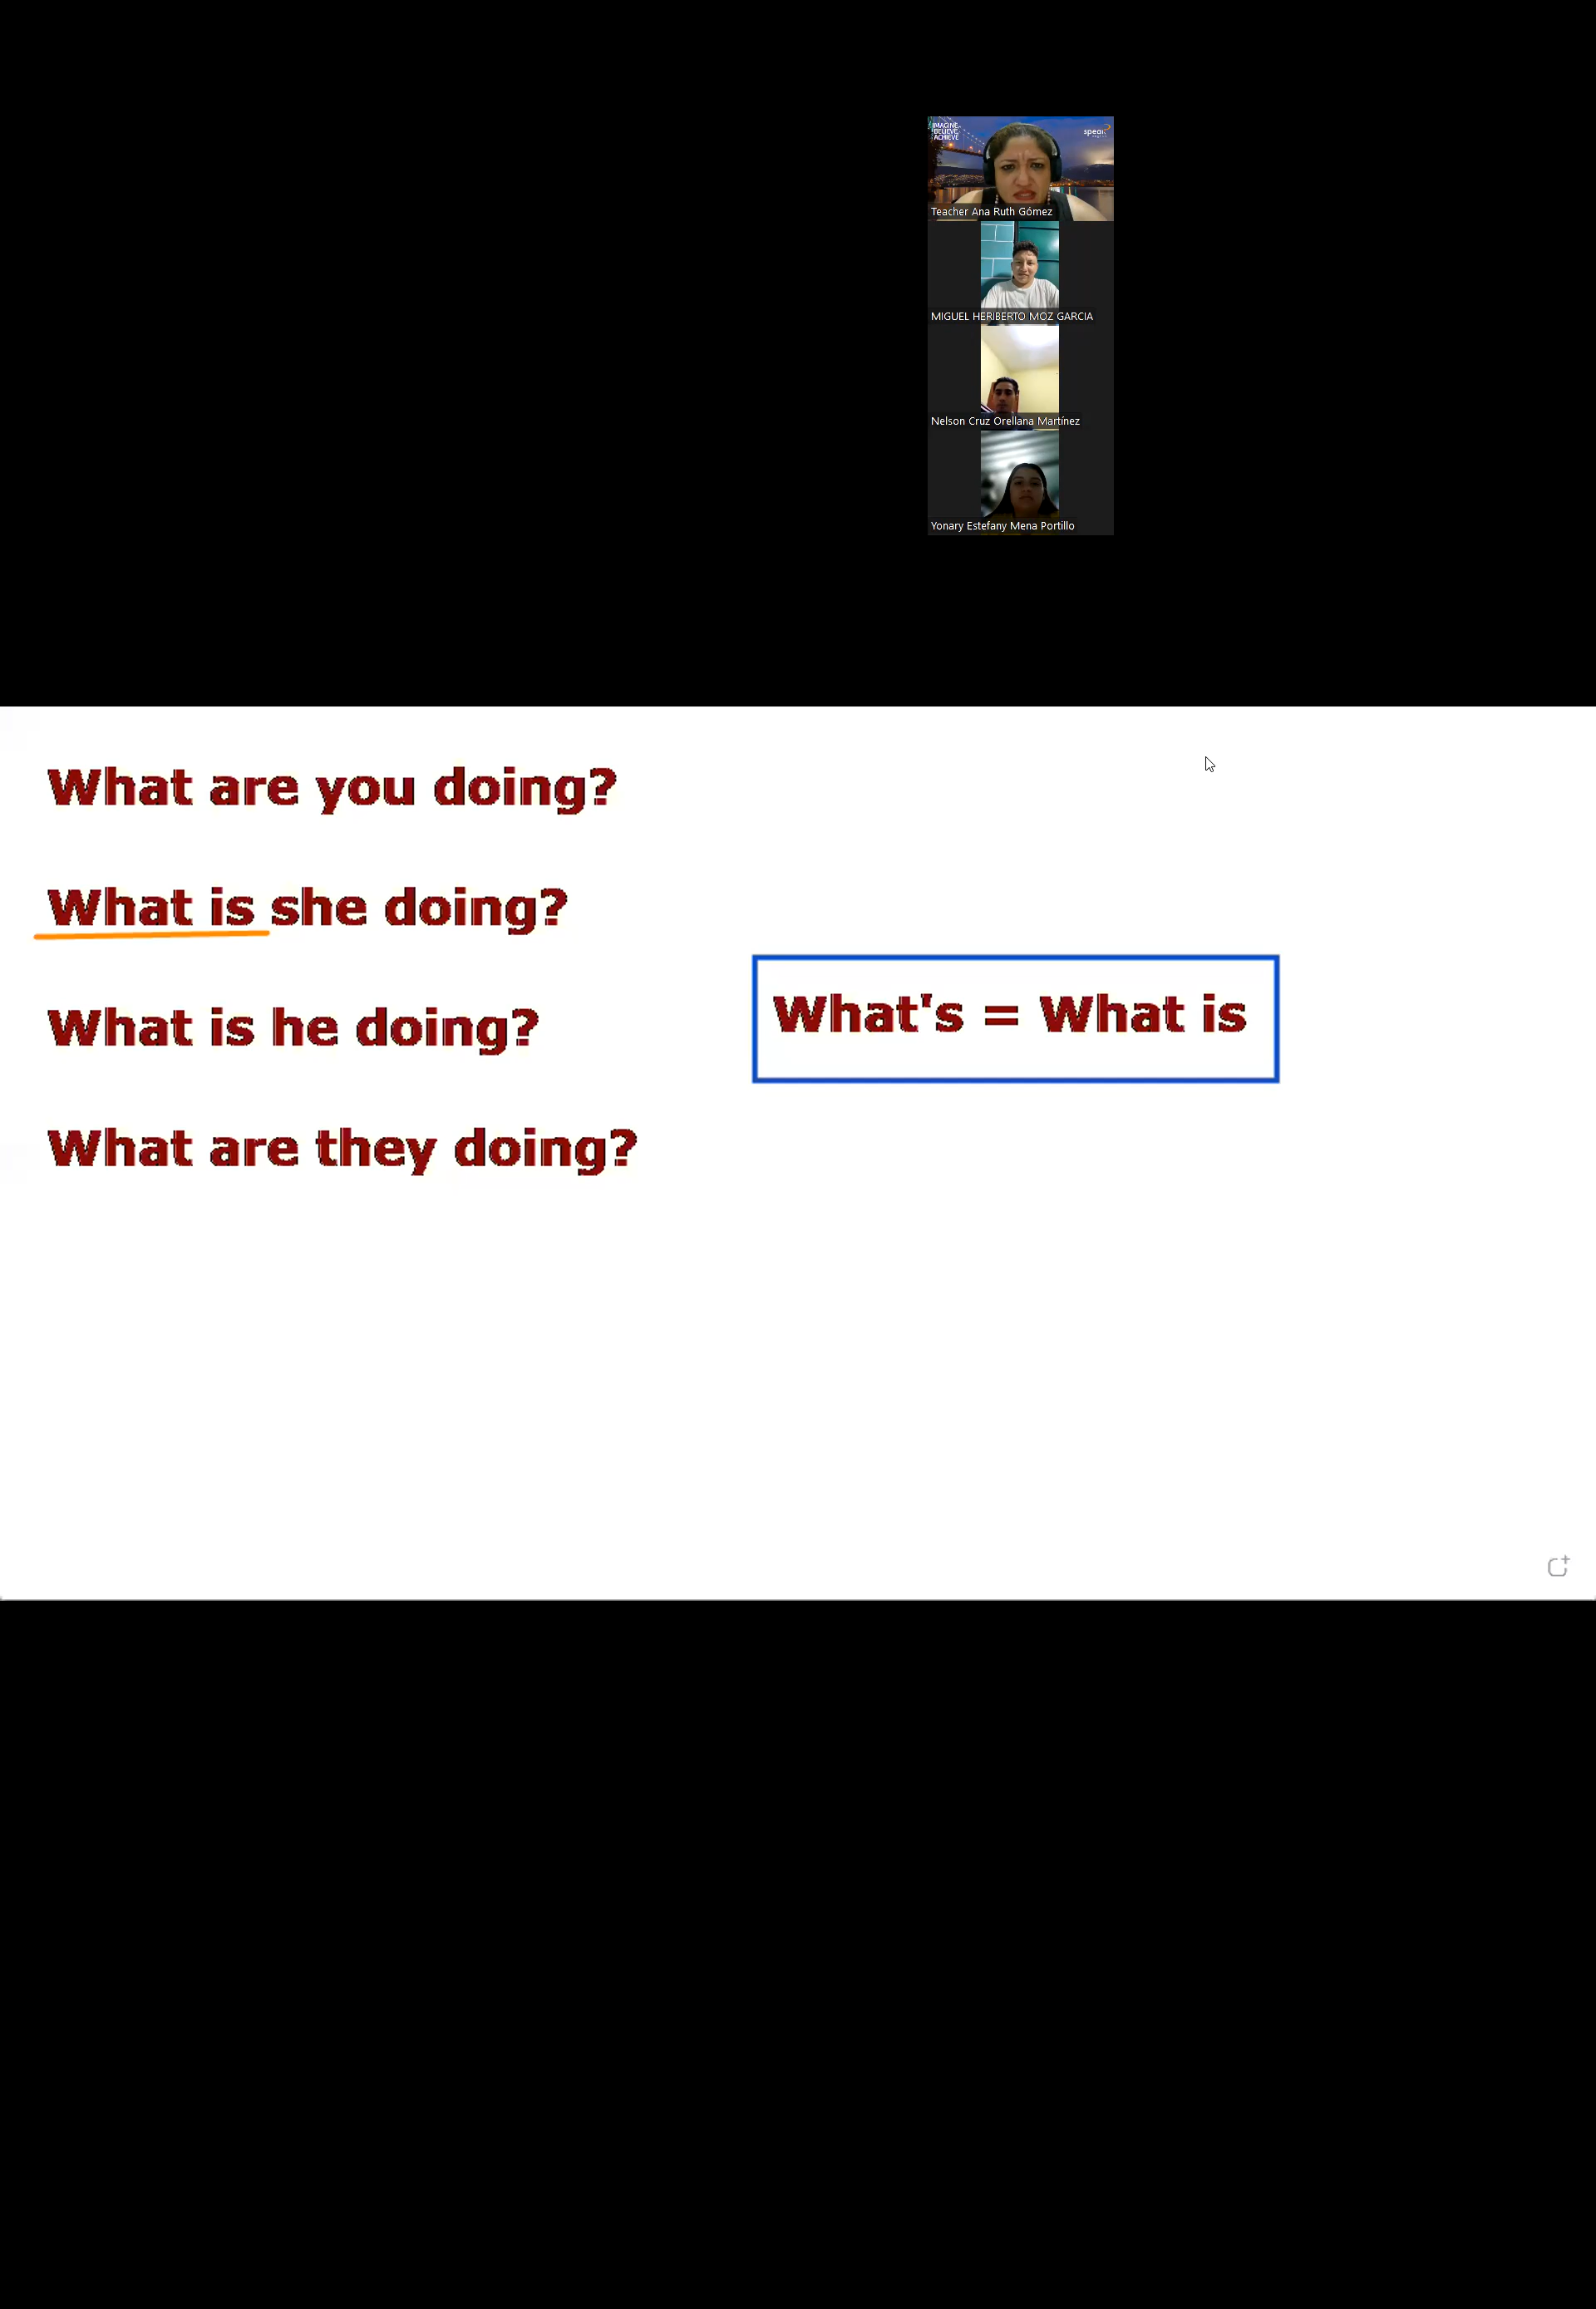 IMAGINE
BELIEVE
ACHIEVE
speak
Teacher Ana Ruth Gómez
MIGUEL HERIBERTO MOZ GARCIA
Nelson Cruz Orellana Martínez
Yonary Estefany Mena Portillo
What are you doing?
What is she doing?
What is he doing?
What's = What is
What are they doing?